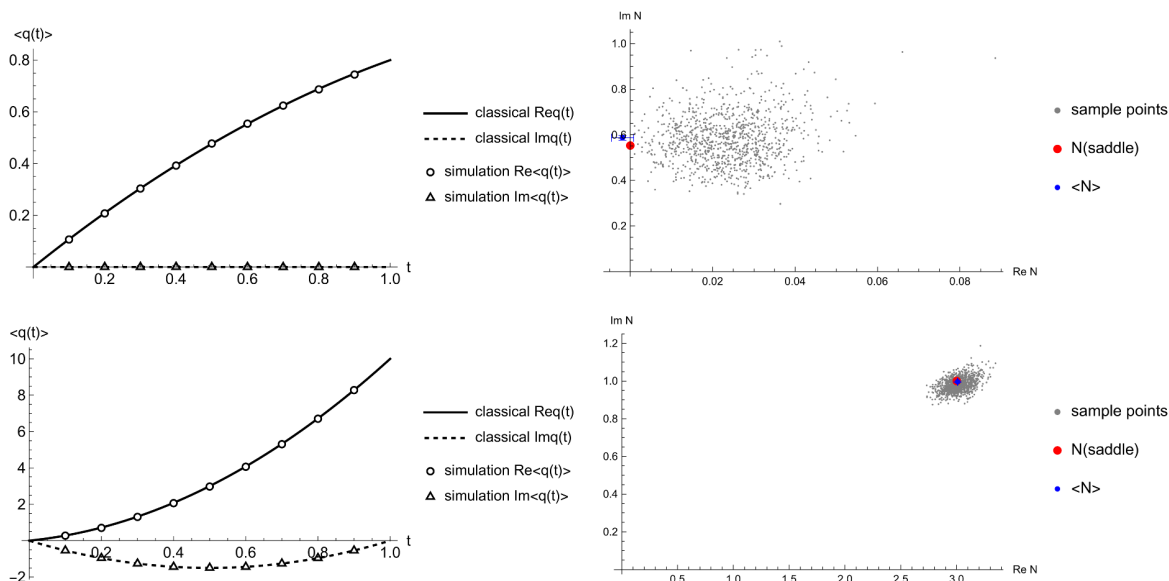 <q(t)>
0.8
0.6
0.4
0.2
0.2
0.4
0.6
0.8
1.0
t
classical Req(t)
classical Imq(t)
simulation Re<q(t)>
simulation Im<q(t)>
Im N
1.0
0.8
0.6
0.4
0.2
0.02
0.04
0.06
0.08
Re N
sample points
N(saddle)
<N>
<q(t)>
10
8
6
4
2
−2
0.2
0.4
0.6
0.8
1.0
t
classical Req(t)
classical Imq(t)
simulation Re<q(t)>
simulation Im<q(t)>
Im N
1.2
1.0
0.8
0.6
0.4
0.2
0.5
1.0
1.5
2.0
2.5
3.0
Re N
sample points
N(saddle)
<N>